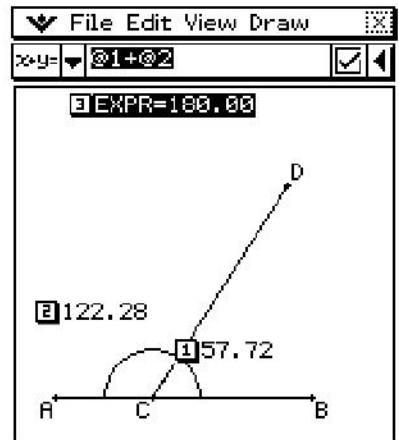 File Edit View Draw
x+y= @1+@2
3 EXPR=180.00
D
2 122.28
1 57.72
A C B